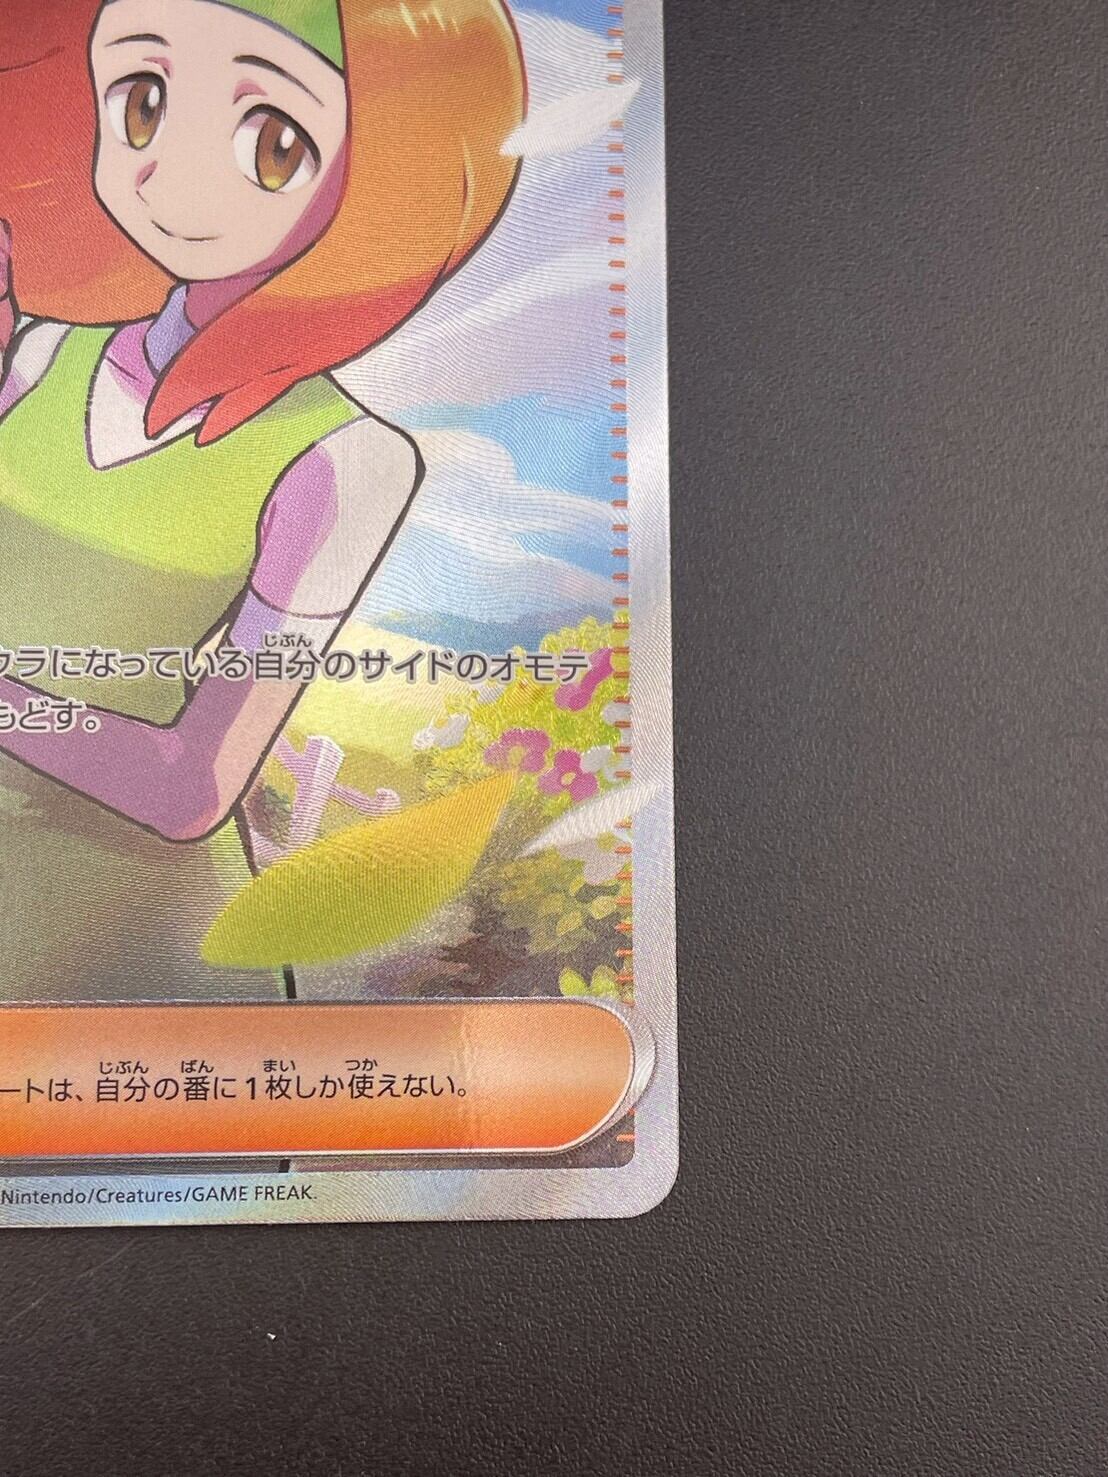 ウラになっている自分のサイドのオモテ
もどす。
ートは、自分の番に1枚しか使えない。
Nintendo/Creatures/GAME FREAK.